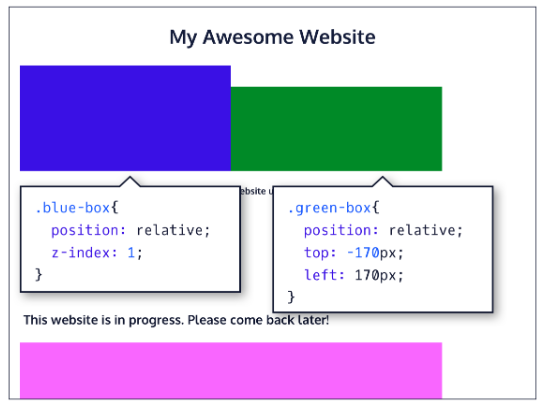 My Awesome Website
ebsite u
.blue-box{
position: relative;
z-index: 1;
}
.green-box{
position: relative;
top: -170px;
left: 170px;
}
This website is in progress. Please come back later!